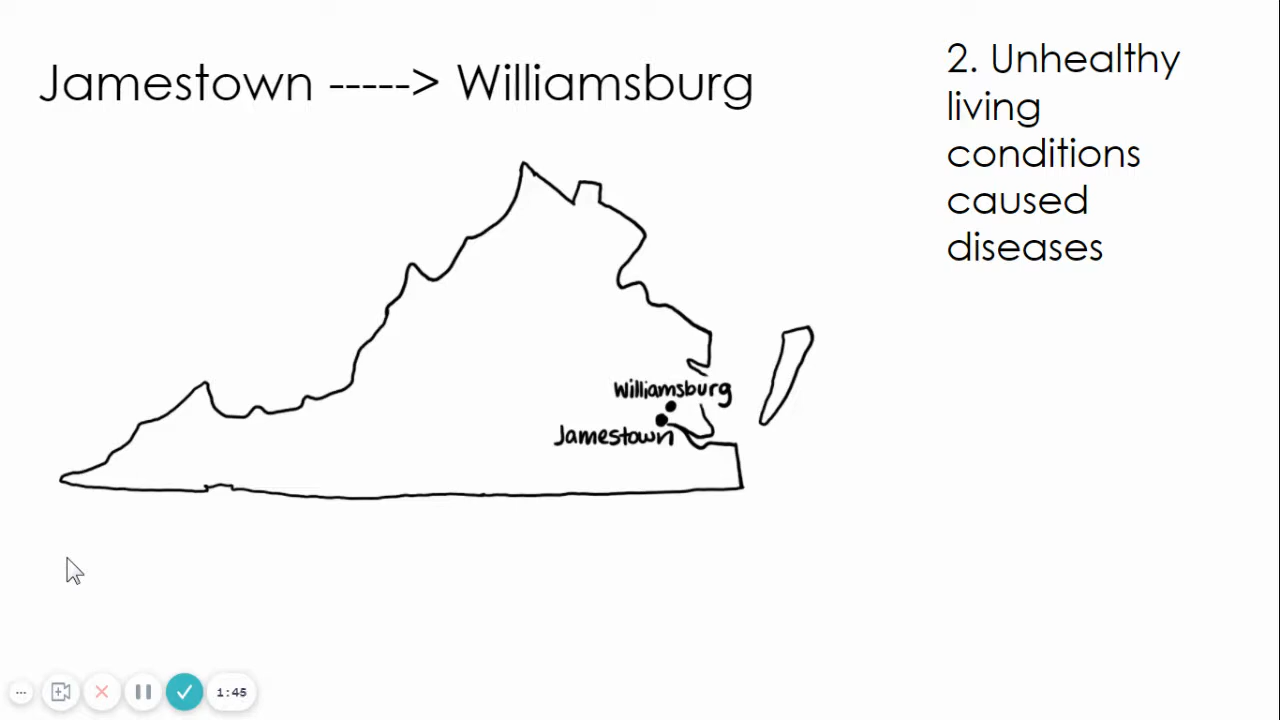 Jamestown -----> Williamsburg
2. Unhealthy
living
conditions
caused
diseases
Williamsburg
Jamestown
1:45